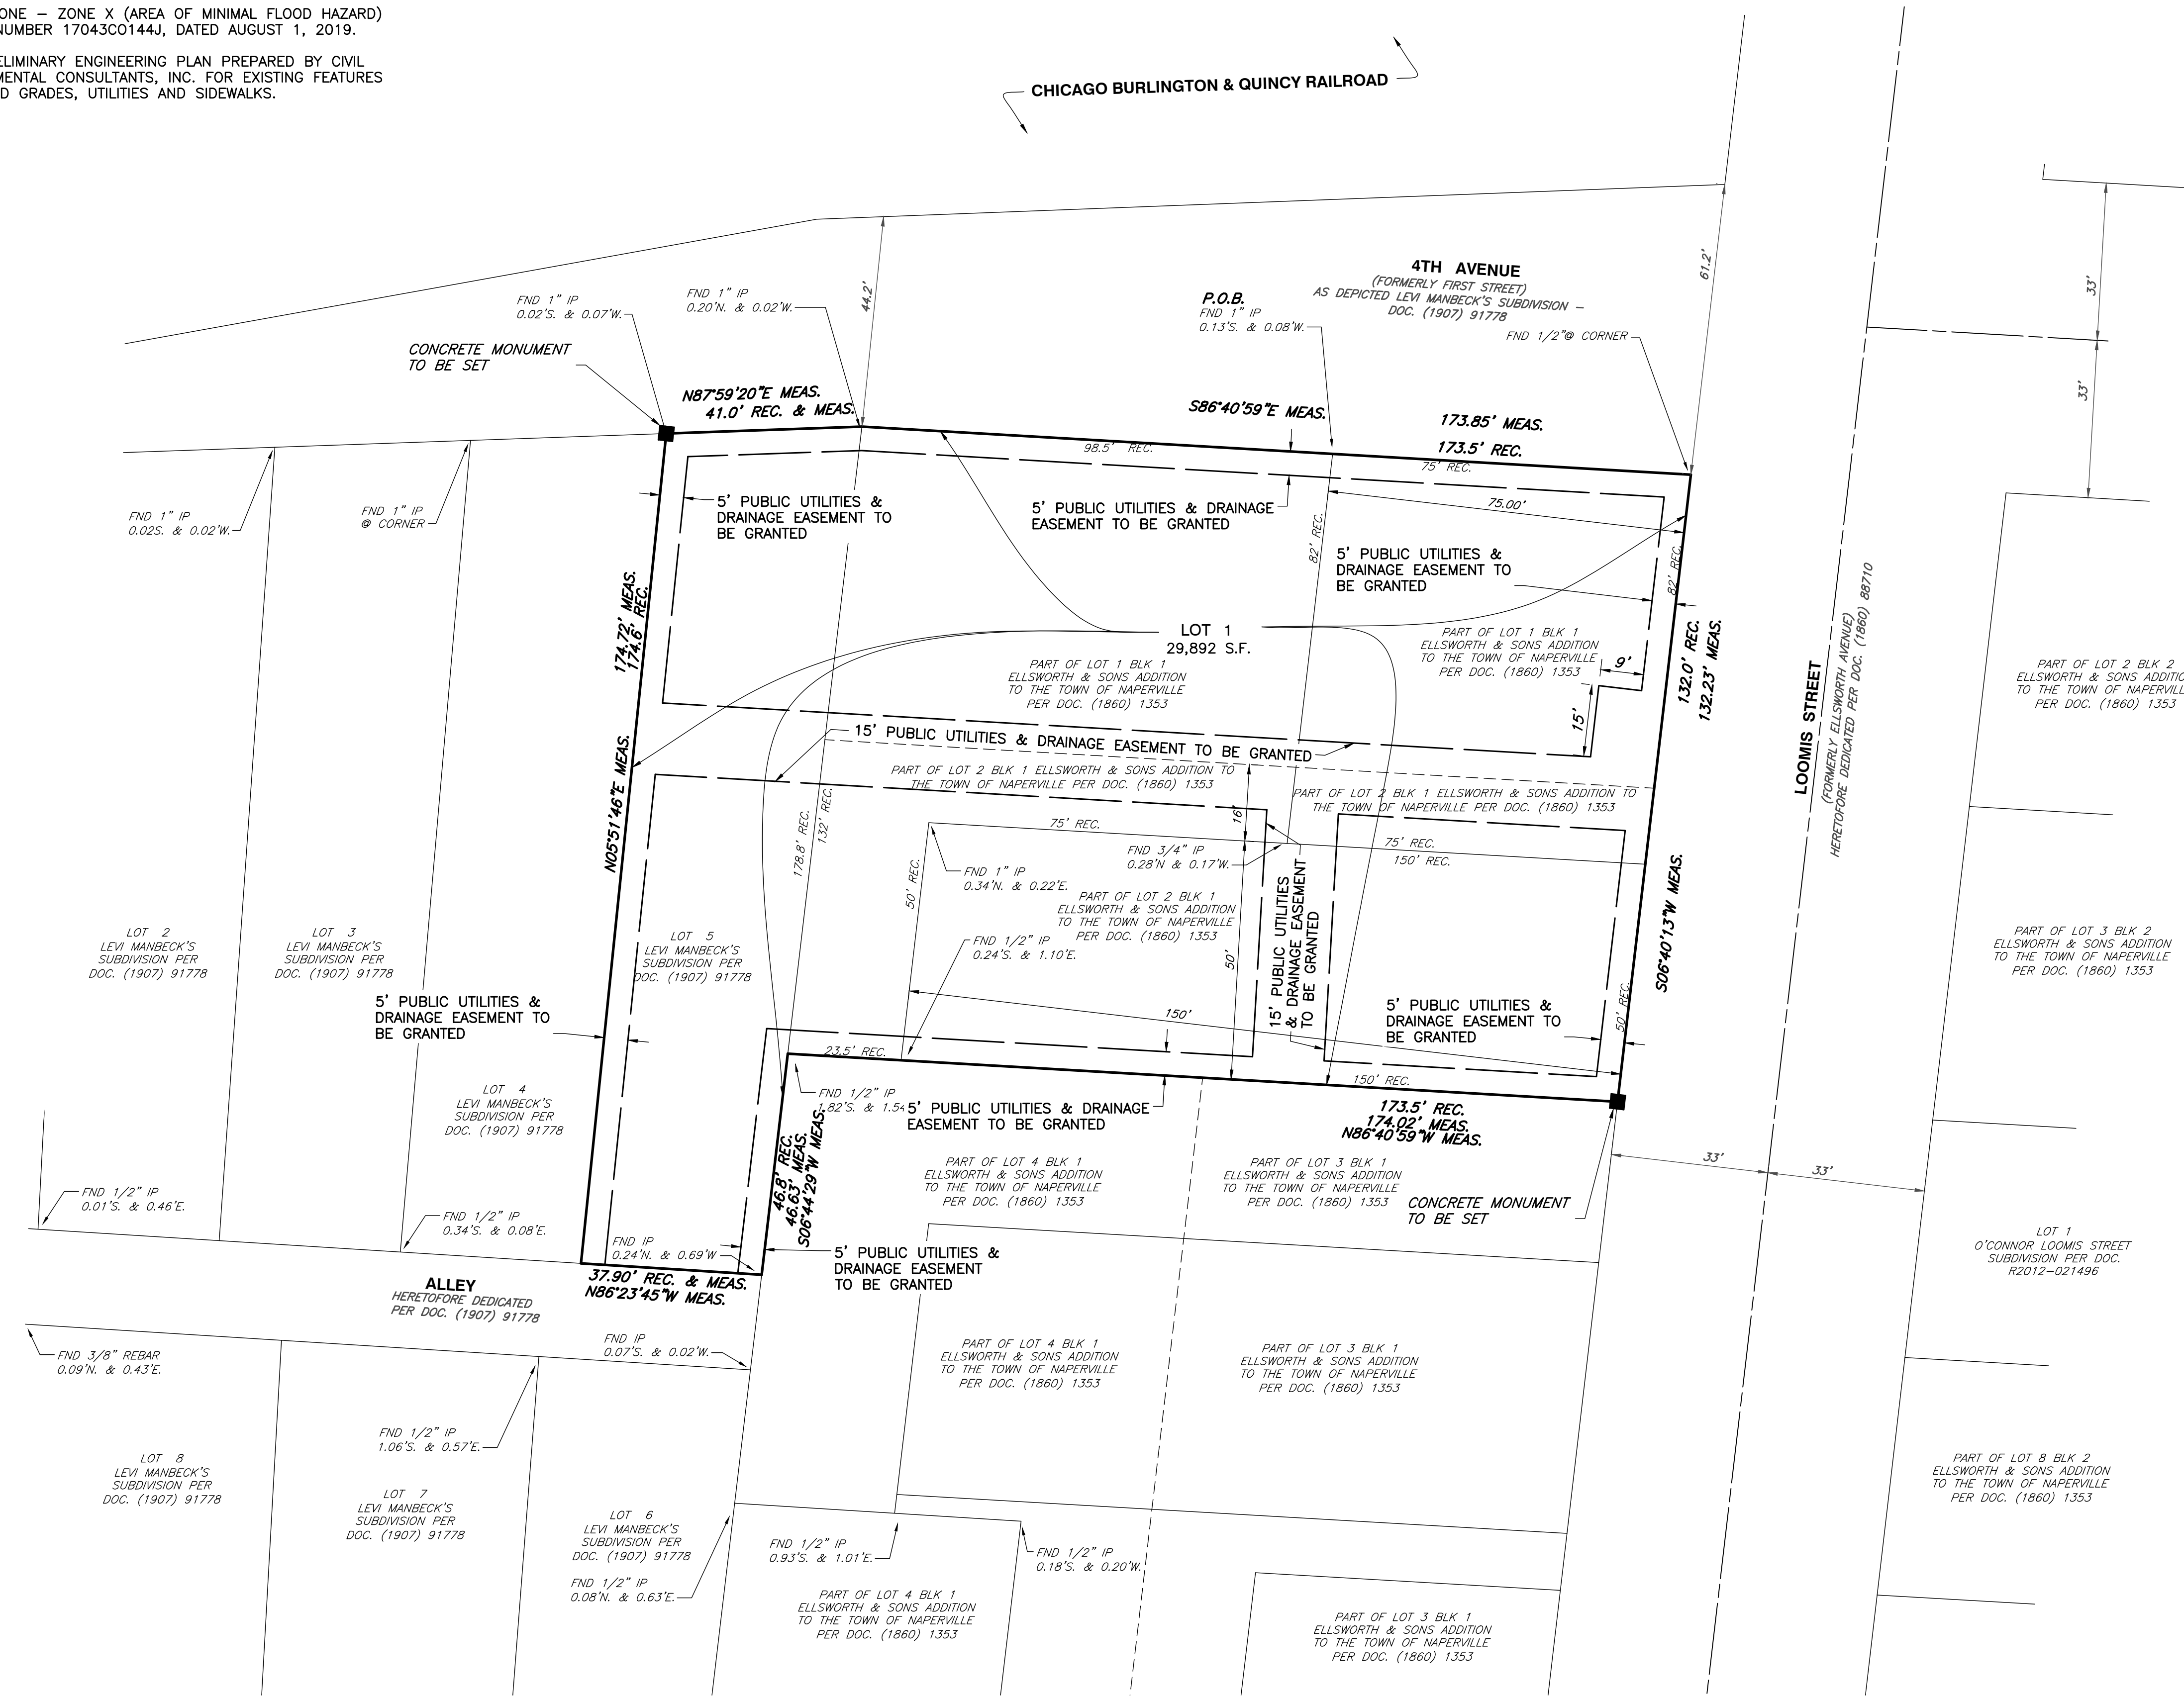 ONE – ZONE X (AREA OF MINIMAL FLOOD HAZARD)
NUMBER 17043C0144J, DATED AUGUST 1, 2019.
ELIMINARY ENGINEERING PLAN PREPARED BY CIVIL
MENTAL CONSULTANTS, INC. FOR EXISTING FEATURES
D GRADES, UTILITIES AND SIDEWALKS.
CHICAGO BURLINGTON & QUINCY RAILROAD
4TH AVENUE
(FORMERLY FIRST STREET)
AS DEPICTED LEVI MANBECK'S SUBDIVISION –
DOC. (1907) 91778
44.2'
61.2'
33'
33'
FND 1" IP
0.02'S. & 0.07'W.
FND 1" IP
0.20'N. & 0.02'W.
P.O.B.
FND 1" IP
0.13'S. & 0.08'W.
FND 1/2"@ CORNER
CONCRETE MONUMENT
TO BE SET
N87°59'20"E MEAS.
41.0' REC. & MEAS.
S86°40'59"E MEAS.
173.85' MEAS.
173.5' REC.
98.5' REC.
75' REC.
75.00'
FND 1" IP
0.02S. & 0.02'W.
FND 1" IP
@ CORNER
5' PUBLIC UTILITIES &
DRAINAGE EASEMENT TO
BE GRANTED
5' PUBLIC UTILITIES & DRAINAGE
EASEMENT TO BE GRANTED
5' PUBLIC UTILITIES &
DRAINAGE EASEMENT TO
BE GRANTED
82' REC.
82' REC.
174.72' MEAS.
174.6' REC.
LOT 1
29,892 S.F.
PART OF LOT 1 BLK 1
ELLSWORTH & SONS ADDITION
TO THE TOWN OF NAPERVILLE
PER DOC. (1860) 1353
PART OF LOT 1 BLK 1
ELLSWORTH & SONS ADDITION
TO THE TOWN OF NAPERVILLE
PER DOC. (1860) 1353
9'
15'
132.0' REC.
132.23' MEAS.
LOOMIS STREET
(FORMERLY ELLSWORTH AVENUE)
HERETOFORE DEDICATED PER DOC. (1860) 88710
PART OF LOT 2 BLK 2
ELLSWORTH & SONS ADDITIO
TO THE TOWN OF NAPERVILL
PER DOC. (1860) 1353
15' PUBLIC UTILITIES & DRAINAGE EASEMENT TO BE GRANTED
PART OF LOT 2 BLK 1 ELLSWORTH & SONS ADDITION TO
THE TOWN OF NAPERVILLE PER DOC. (1860) 1353
PART OF LOT 2 BLK 1 ELLSWORTH & SONS ADDITION TO
THE TOWN OF NAPERVILLE PER DOC. (1860) 1353
N05°51'46"E MEAS.
178.8' REC.
132' REC.
75' REC.
16'
75' REC.
150' REC.
FND 3/4" IP
0.28'N & 0.17'W.
FND 1" IP
0.34'N. & 0.22'E.
50' REC.
PART OF LOT 2 BLK 1
ELLSWORTH & SONS ADDITION
TO THE TOWN OF NAPERVILLE
PER DOC. (1860) 1353
FND 1/2" IP
0.24'S. & 1.10'E.
50'
15' PUBLIC UTILITIES
& DRAINAGE EASEMENT
TO BE GRANTED
S06°40'13"W MEAS.
LOT 2
LEVI MANBECK'S
SUBDIVISION PER
DOC. (1907) 91778
LOT 3
LEVI MANBECK'S
SUBDIVISION PER
DOC. (1907) 91778
LOT 5
LEVI MANBECK'S
SUBDIVISION PER
DOC. (1907) 91778
PART OF LOT 3 BLK 2
ELLSWORTH & SONS ADDITION
TO THE TOWN OF NAPERVILLE
PER DOC. (1860) 1353
5' PUBLIC UTILITIES &
DRAINAGE EASEMENT TO
BE GRANTED
150'
5' PUBLIC UTILITIES &
DRAINAGE EASEMENT TO
BE GRANTED
50' REC.
23.5' REC.
150' REC.
LOT 4
LEVI MANBECK'S
SUBDIVISION PER
DOC. (1907) 91778
FND 1/2" IP
1.82'S. & 1.54
5' PUBLIC UTILITIES & DRAINAGE
EASEMENT TO BE GRANTED
173.5' REC.
174.02' MEAS.
N86°40'59"W MEAS.
46.8' REC.
46.63' MEAS.
S06°44'29"W MEAS.
PART OF LOT 4 BLK 1
ELLSWORTH & SONS ADDITION
TO THE TOWN OF NAPERVILLE
PER DOC. (1860) 1353
PART OF LOT 3 BLK 1
ELLSWORTH & SONS ADDITION
TO THE TOWN OF NAPERVILLE
PER DOC. (1860) 1353
CONCRETE MONUMENT
TO BE SET
33'
33'
FND 1/2" IP
0.01'S. & 0.46'E.
FND 1/2" IP
0.34'S. & 0.08'E.
FND IP
0.24'N. & 0.69'W
5' PUBLIC UTILITIES &
DRAINAGE EASEMENT
TO BE GRANTED
LOT 1
O'CONNOR LOOMIS STREET
SUBDIVISION PER DOC.
R2012–021496
37.90' REC. & MEAS.
N86°23'45"W MEAS.
ALLEY
HERETOFORE DEDICATED
PER DOC. (1907) 91778
FND 3/8" REBAR
0.09'N. & 0.43'E.
FND IP
0.07'S. & 0.02'W.
PART OF LOT 4 BLK 1
ELLSWORTH & SONS ADDITION
TO THE TOWN OF NAPERVILLE
PER DOC. (1860) 1353
PART OF LOT 3 BLK 1
ELLSWORTH & SONS ADDITION
TO THE TOWN OF NAPERVILLE
PER DOC. (1860) 1353
FND 1/2" IP
1.06'S. & 0.57'E.
LOT 8
LEVI MANBECK'S
SUBDIVISION PER
DOC. (1907) 91778
LOT 7
LEVI MANBECK'S
SUBDIVISION PER
DOC. (1907) 91778
LOT 6
LEVI MANBECK'S
SUBDIVISION PER
DOC. (1907) 91778
FND 1/2" IP
0.08'N. & 0.63'E.
FND 1/2" IP
0.93'S. & 1.01'E.
FND 1/2" IP
0.18'S. & 0.20'W.
PART OF LOT 8 BLK 2
ELLSWORTH & SONS ADDITION
TO THE TOWN OF NAPERVILLE
PER DOC. (1860) 1353
PART OF LOT 4 BLK 1
ELLSWORTH & SONS ADDITION
TO THE TOWN OF NAPERVILLE
PER DOC. (1860) 1353
PART OF LOT 3 BLK 1
ELLSWORTH & SONS ADDITION
TO THE TOWN OF NAPERVILLE
PER DOC. (1860) 1353